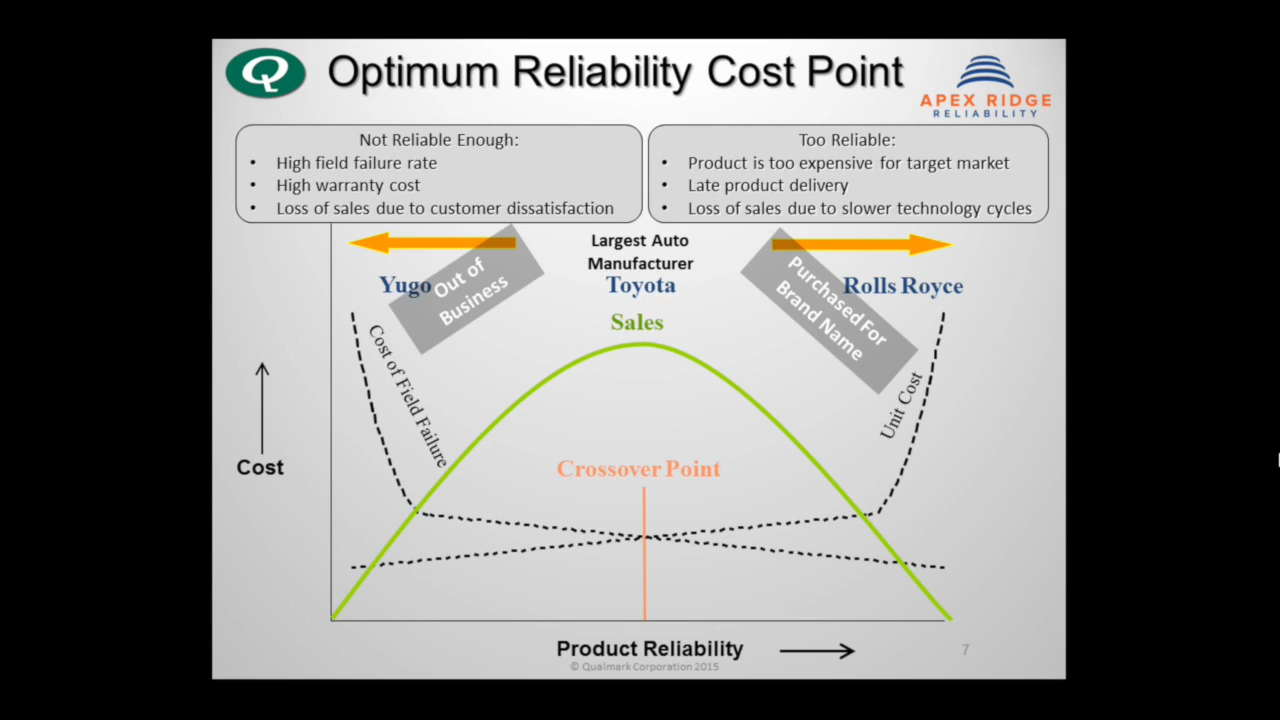 Q
Optimum Reliability Cost Point
APEX RIDGE
RELIABILITY
Not Reliable Enough:
• High field failure rate
• High warranty cost
• Loss of sales due to customer dissatisfaction
Too Reliable:
• Product is too expensive for target market
• Late product delivery
• Loss of sales due to slower technology cycles
Largest Auto
Manufacturer
Yugo
Out of
Business
Toyota
Purchased For
Brand Name
Rolls Royce
Sales
Cost of Field Failure
Unit Cost
Cost
Crossover Point
Product Reliability
7
© Qualmark Corporation 2015